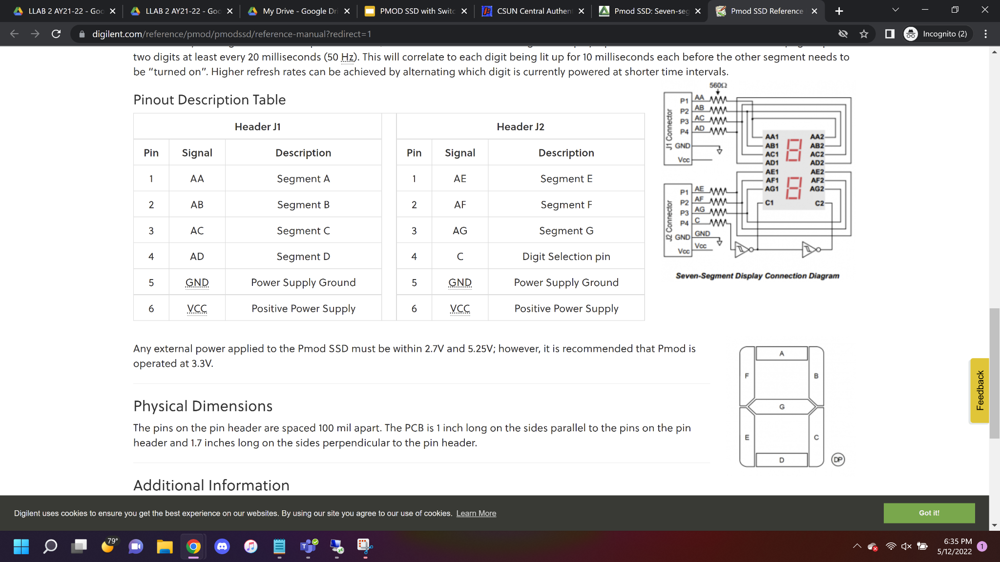 LLAB 2 AY21-22 - Goo
LLAB 2 AY21-22 - Goo
My Drive - Google Dri
PMOD SSD with Switc
CSUN Central Authent
Pmod SSD: Seven-seg
Pmod SSD Reference
digilent.com/reference/pmod/pmodssd/reference-manual?redirect=1
Incognito (2)
two digits at least every 20 milliseconds (50 Hz). This will correlate to each digit being lit up for 10 milliseconds each before the other segment needs to
be “turned on”. Higher refresh rates can be achieved by alternating which digit is currently powered at shorter time intervals.
Pinout Description Table
Header J1 Header J2
Pin Signal Description Pin Signal Description
1 AA Segment A 1 AE Segment E
2 AB Segment B 2 AF Segment F
3 AC Segment C 3 AG Segment G
4 AD Segment D 4 C Digit Selection pin
5 GND Power Supply Ground 5 GND Power Supply Ground
6 VCC Positive Power Supply 6 VCC Positive Power Supply
560Ω
J1 Connector
P1 AA
P2 AB
P3 AC
P4 AD
GND
Vcc
AA1 AA2
AB1 AB2
AC1 AC2
AD1 AD2
AE1 AE2
AF1 AF2
AG1 AG2
C1 C2
J2 Connector
P1 AE
P2 AF
P3 AG
P4 C
GND GND
Vcc Vcc
Seven-Segment Display Connection Diagram
Any external power applied to the Pmod SSD must be within 2.7V and 5.25V; however, it is recommended that Pmod is
operated at 3.3V.
A
F B
G
E C
D DP
Feedback
Physical Dimensions
The pins on the pin header are spaced 100 mil apart. The PCB is 1 inch long on the sides parallel to the pins on the pin
header and 1.7 inches long on the sides perpendicular to the pin header.
Additional Information
Digilent uses cookies to ensure you get the best experience on our websites. By using our site you agree to our use of cookies. Learn More
Got it!
79°
T
6:35 PM
5/12/2022
1